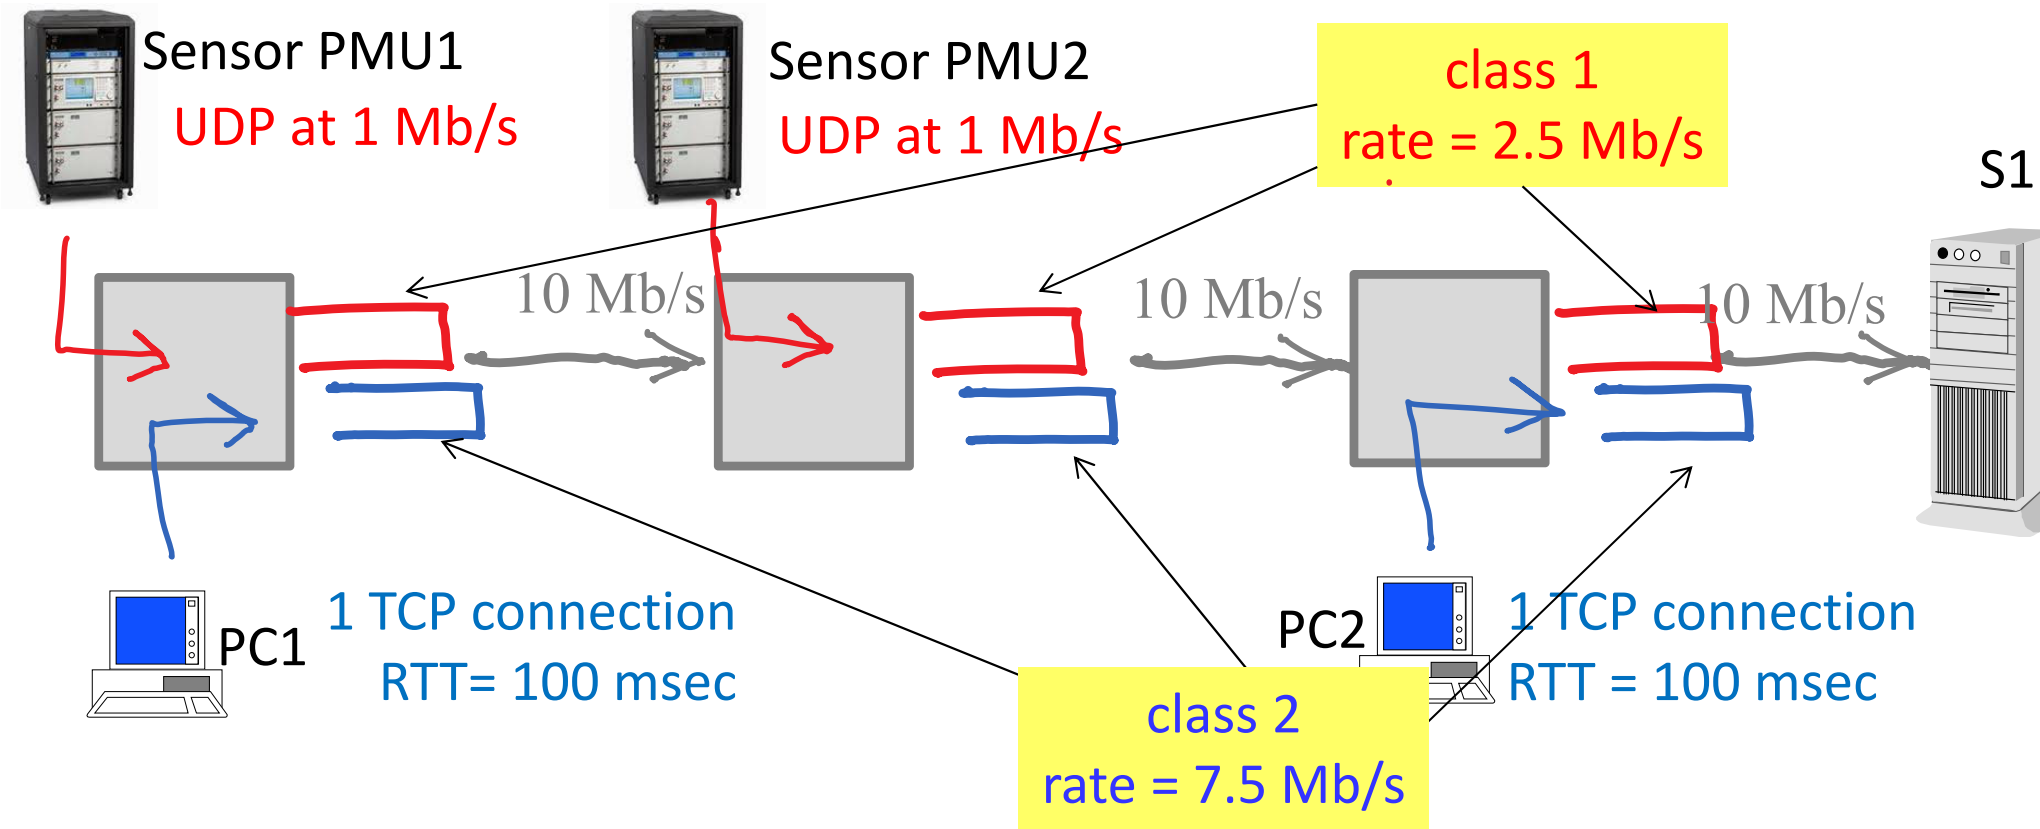 Sensor PMU1
UDP at 1 Mb/s
Sensor PMU2
UDP at 1 Mb/s
class 1
rate = 2.5 Mb/s
S1
10 Mb/s
10 Mb/s
10 Mb/s
PC1
1 TCP connection
RTT= 100 msec
PC2
1 TCP connection
RTT = 100 msec
class 2
rate = 7.5 Mb/s